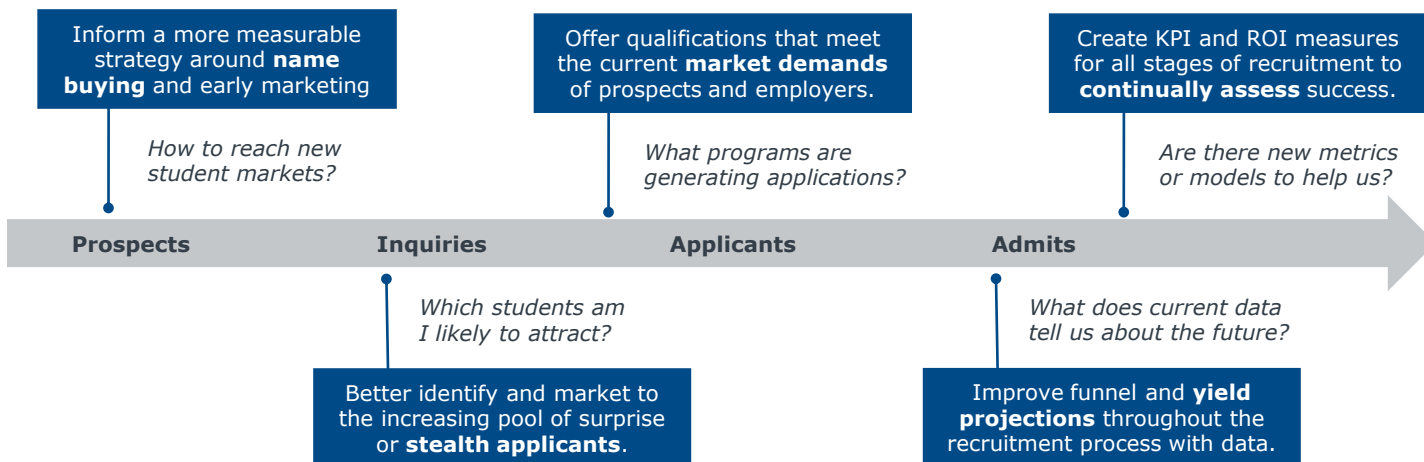 Inform a more measurable
strategy around name
buying and early marketing
Offer qualifications that meet
the current market demands
of prospects and employers.
Create KPI and ROI measures
for all stages of recruitment to
continually assess success.
How to reach new
student markets?
What programs are
generating applications?
Are there new metrics
or models to help us?
Prospects
Inquiries
Applicants
Admits
Which students am
I likely to attract?
What does current data
tell us about the future?
Better identify and market to
the increasing pool of surprise
or stealth applicants.
Improve funnel and yield
projections throughout the
recruitment process with data.